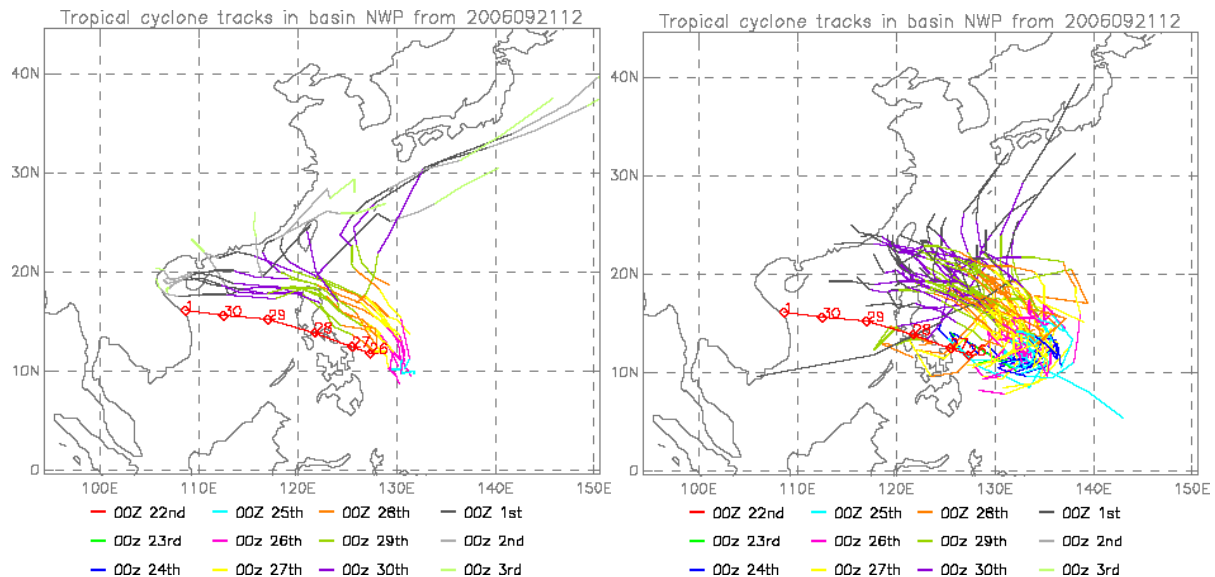 Tropical cyclone tracks in basin NWP from 2006092112
40N
30N
20N
10N
0
1
30
29
28
27
26
100E
110E
120E
130E
140E
150E
00Z 22nd
00Z 25th
00Z 28th
00Z 1st
00z 23rd
00z 26th
00z 29th
00z 2nd
00z 24th
00z 27th
00z 30th
00z 3rd
Tropical cyclone tracks in basin NWP from 2006092112
40N
30N
20N
10N
0
1
30
29
28
100E
110E
120E
130E
140E
150E
00Z 22nd
00Z 25th
00Z 28th
00Z 1st
00z 23rd
00z 26th
00z 29th
00z 2nd
00z 24th
00z 27th
00z 30th
00z 3rd